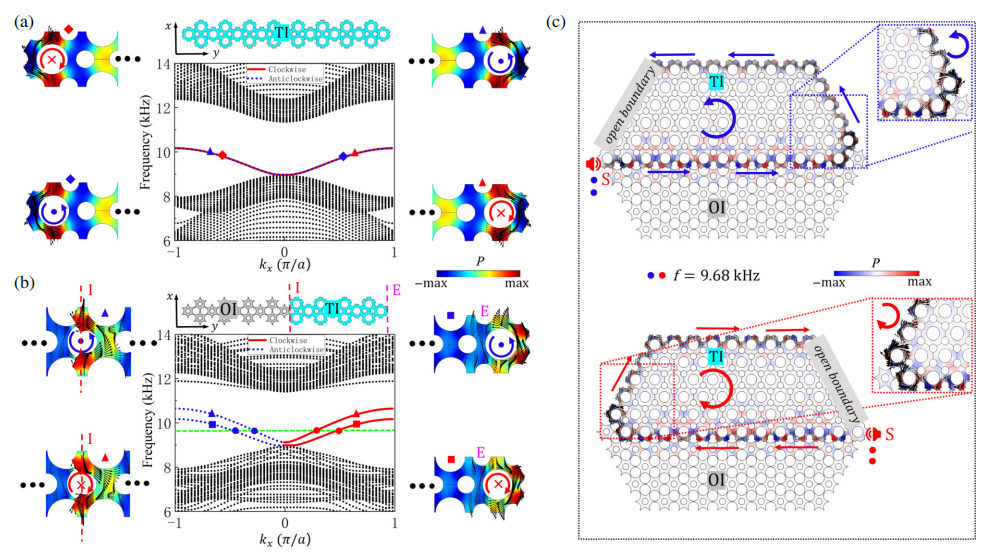 (a)
x
y
TI
Clockwise
Anticlockwise
14
12
10
8
6
Frequency (kHz)
-1
0
1
kx (π/a)
P
−max
max
(b)
I
x
y
OI
TI
I
E
E
Clockwise
Anticlockwise
14
12
10
8
6
Frequency (kHz)
-1
0
1
kx (π/a)
I
E
(c)
open boundary
TI
S
OI
f = 9.68 kHz
P
−max
max
TI
open boundary
S
OI